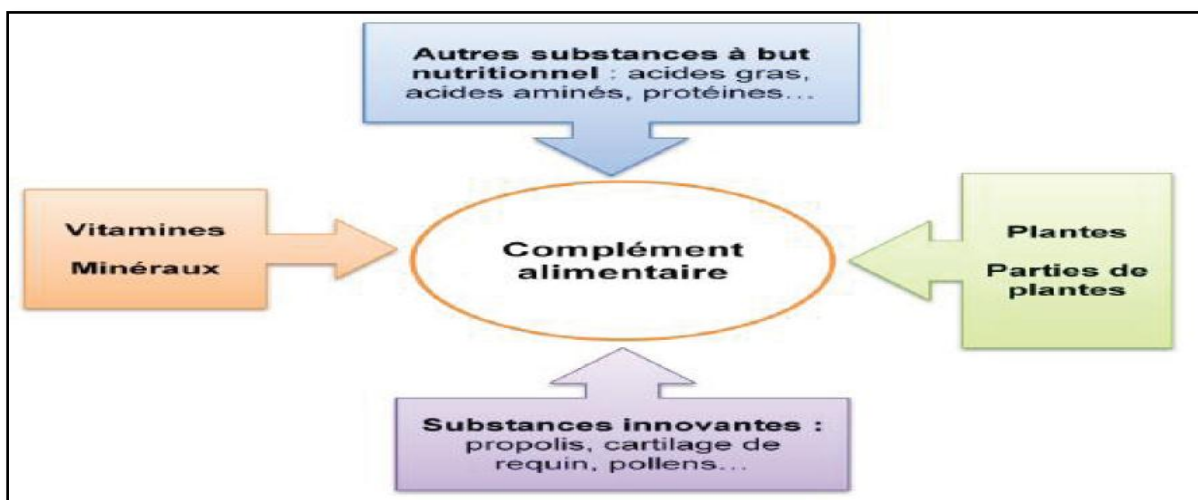 Autres substances à but
nutritionnel : acides gras,
acides aminés, protéines...
Vitamines
Minéraux
Complément
alimentaire
Plantes
Parties de
plantes
Substances innovantes :
propolis, cartilage de
requin, pollens...